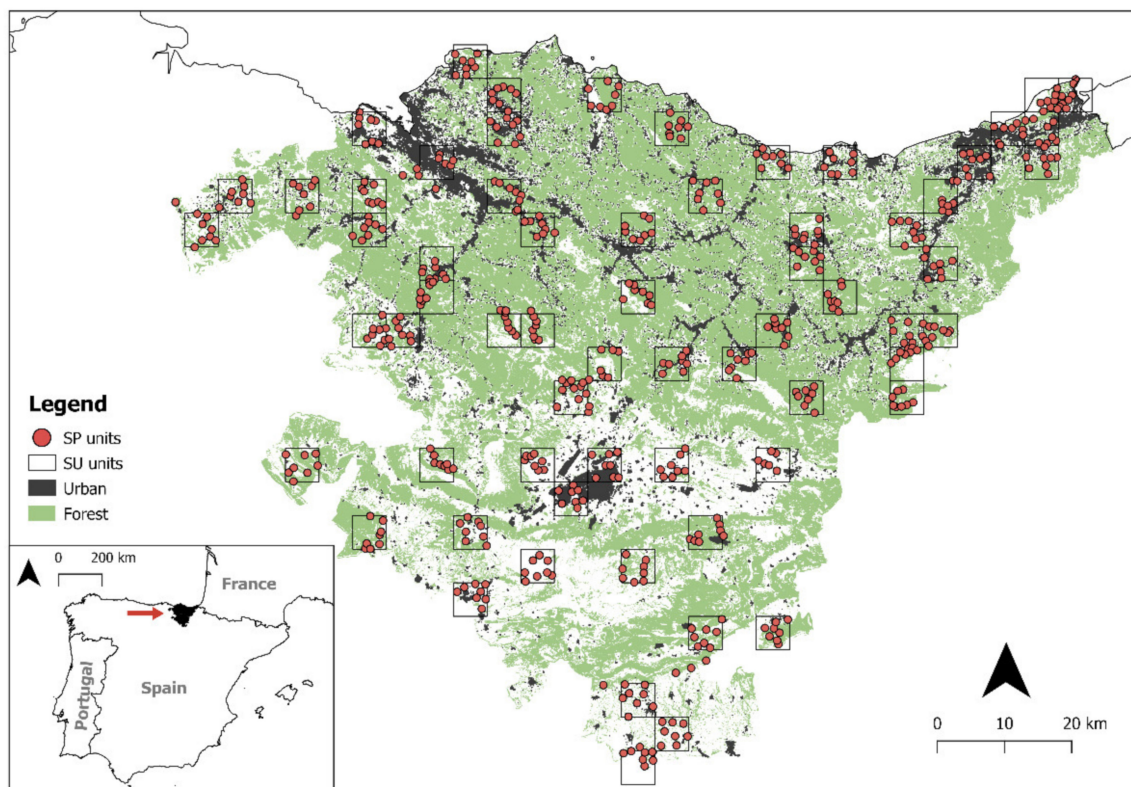 Legend
SP units
SU units
Urban
Forest
0 200 km
France
Portugal
Spain
0 10 20 km